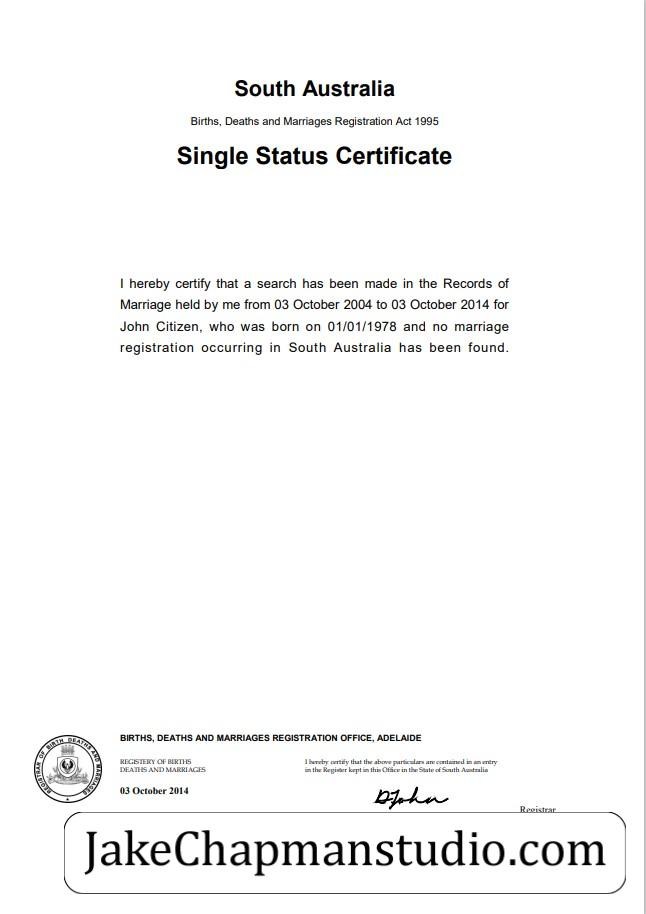 South Australia
Births, Deaths and Marriages Registration Act 1995
Single Status Certificate
I hereby certify that a search has been made in the Records of
Marriage held by me from 03 October 2004 to 03 October 2014 for
John Citizen, who was born on 01/01/1978 and no marriage
registration occurring in South Australia has been found.
BIRTHS, DEATHS AND MARRIAGES REGISTRATION OFFICE, ADELAIDE
REGISTRAR OF BIRTH DEATHS AND MARRIAGES
REGISTERY OF BIRTHS
DEATHS AND MARRIAGES
I hereby certify that the above particulars are contained in an entry
in the Register kept in this Office in the State of South Australia
03 October 2014
Registrar
JakeChapmanstudio.com